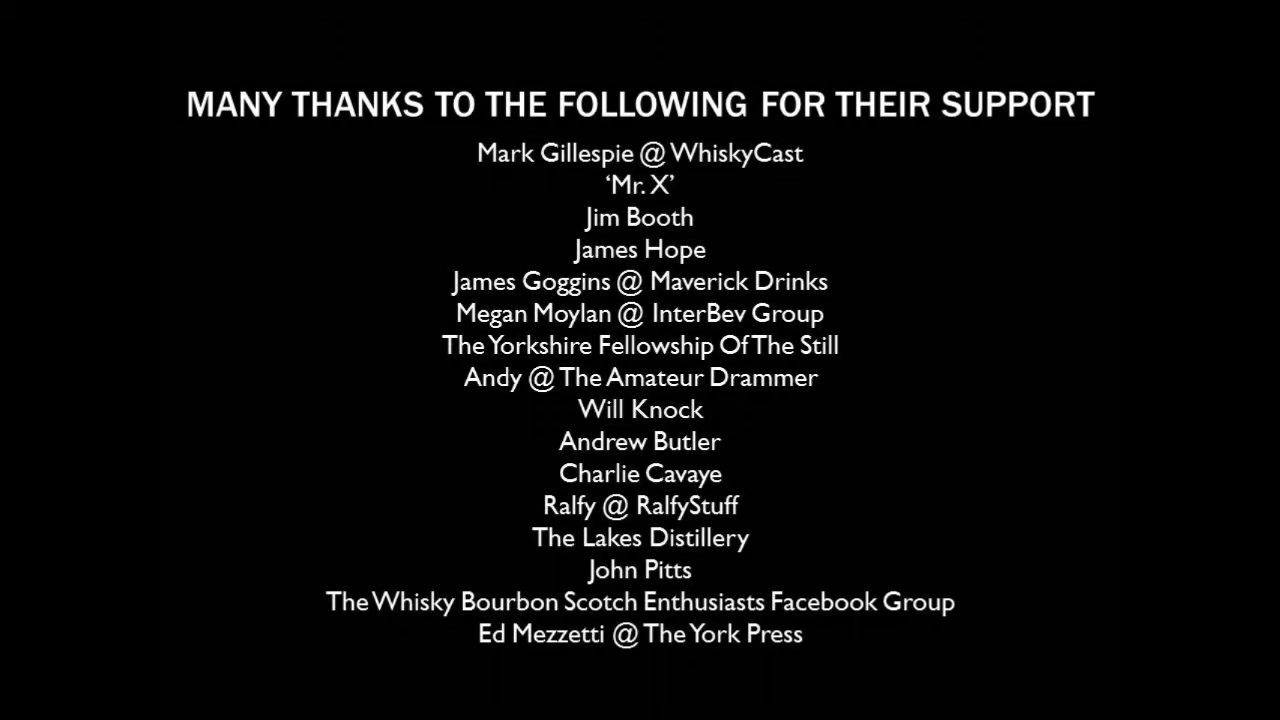 MANY THANKS TO THE FOLLOWING FOR THEIR SUPPORT
Mark Gillespie @ WhiskyCast
‘Mr. X’
Jim Booth
James Hope
James Goggins @ Maverick Drinks
Megan Moylan @ InterBev Group
The Yorkshire Fellowship Of The Still
Andy @ The Amateur Drammer
Will Knock
Andrew Butler
Charlie Cavaye
Ralfy @ RalfyStuff
The Lakes Distillery
John Pitts
The Whisky Bourbon Scotch Enthusiasts Facebook Group
Ed Mezzetti @ The York Press